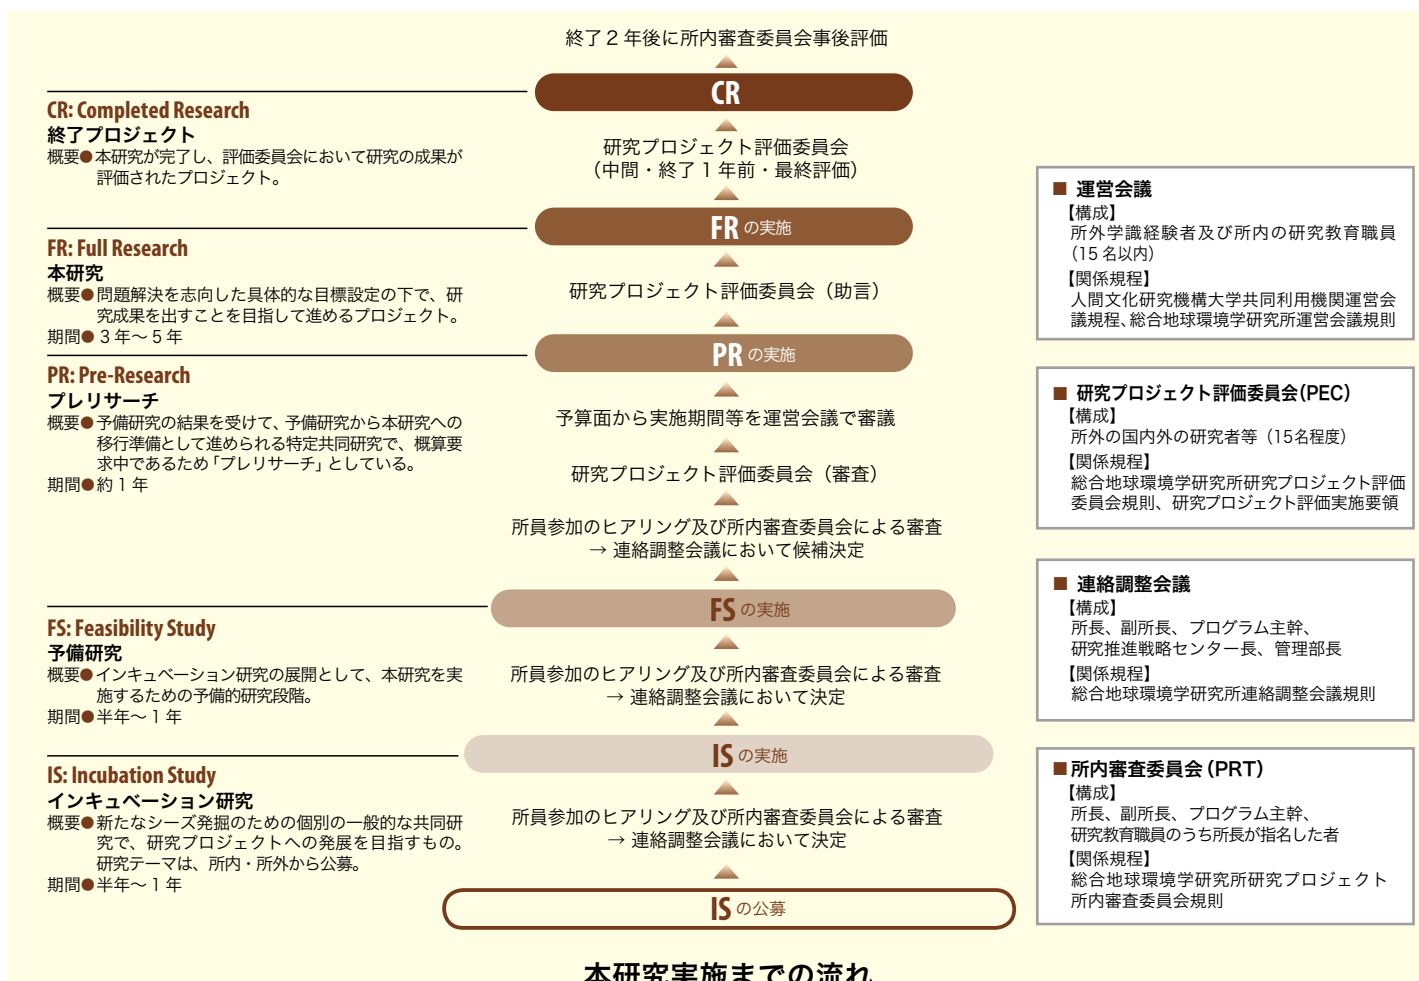 終了２年後に所内審査委員会事後評価
CR
研究プロジェクト評価委員会
（中間・終了１年前・最終評価）
FR の実施
研究プロジェクト評価委員会（助言）
PR の実施
予算面から実施期間等を運営会議で審議
研究プロジェクト評価委員会（審査）
所員参加のヒアリング及び所内審査委員会による審査
→ 連絡調整会議において候補決定
FS の実施
所員参加のヒアリング及び所内審査委員会による審査
→ 連絡調整会議において決定
IS の実施
所員参加のヒアリング及び所内審査委員会による審査
→ 連絡調整会議において決定
IS の公募
CR: Completed Research
終了プロジェクト
概要●本研究が完了し、評価委員会において研究の成果が
評価されたプロジェクト。
FR: Full Research
本研究
概要●問題解決を志向した具体的な目標設定の下で、研
究成果を出すことを目指して進めるプロジェクト。
期間●３年〜５年
PR: Pre-Research
プレリサーチ
概要●予備研究の結果を受けて、予備研究から本研究への
移行準備として進められる特定共同研究で、概算要
求中であるため「プレリサーチ」としている。
期間●約１年
FS: Feasibility Study
予備研究
概要●インキュベーション研究の展開として、本研究を実
施するための予備的研究段階。
期間●半年〜１年
IS: Incubation Study
インキュベーション研究
概要●新たなシーズ発掘のための個別の一般的な共同研
究で、研究プロジェクトへの発展を目指すもの。
研究テーマは、所内・所外から公募。
期間●半年〜１年
■ 運営会議
【構成】
所外学識経験者及び所内の研究教育職員
（15 名以内）
【関係規程】
人間文化研究機構大学共同利用機関運営会
議規程、総合地球環境学研究所運営会議規則
■ 研究プロジェクト評価委員会（PEC）
【構成】
所外の国内外の研究者等（15名程度）
【関係規程】
総合地球環境学研究所研究プロジェクト評価
委員会規則、研究プロジェクト評価実施要領
■ 連絡調整会議
【構成】
所長、副所長、プログラム主幹、
研究推進戦略センター長、管理部長
【関係規程】
総合地球環境学研究所連絡調整会議規則
■ 所内審査委員会（PRT）
【構成】
所長、副所長、プログラム主幹、
研究教育職員のうち所長が指名した者
【関係規程】
総合地球環境学研究所研究プロジェクト
所内審査委員会規則
本研究実施までの流れ